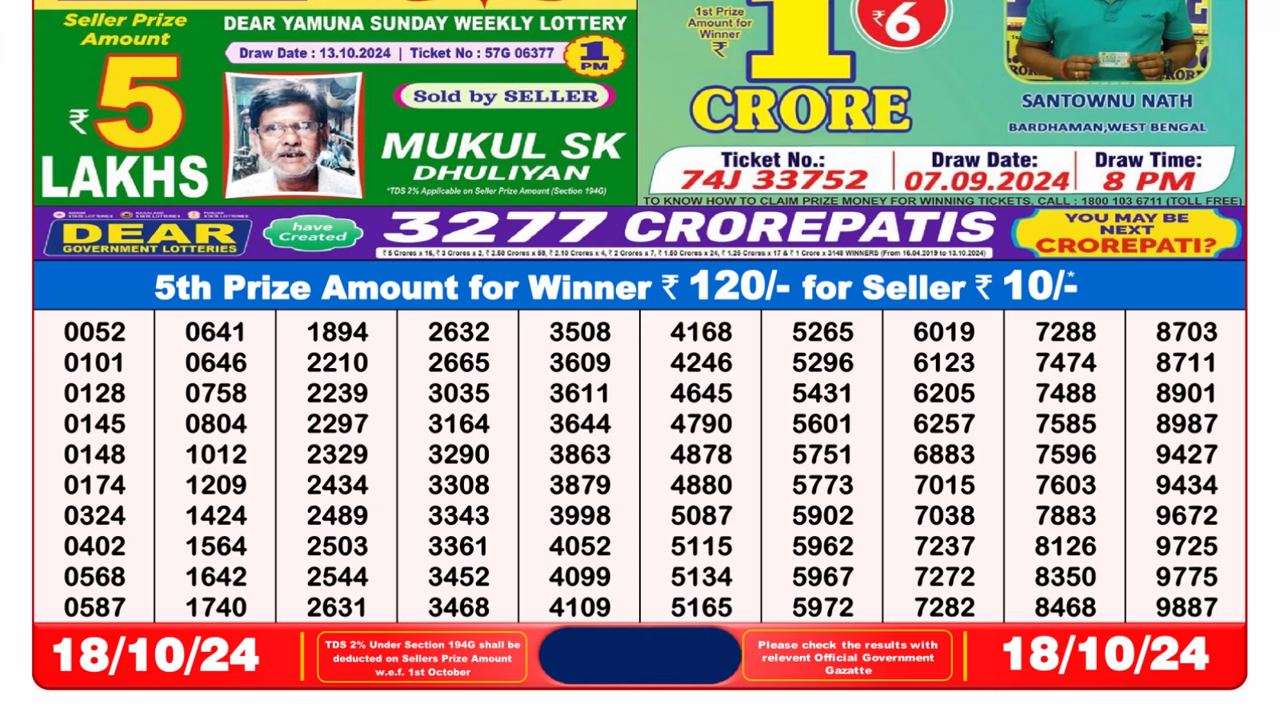 Seller Prize
Amount
₹5
LAKHS
DEAR YAMUNA SUNDAY WEEKLY LOTTERY
Draw Date : 13.10.2024 | Ticket No : 57G 06377
1
PM
Sold by SELLER
MUKUL SK
DHULIYAN
*TDS 2% Applicable on Seller Prize Amount (Section 194G)
1st Prize
Amount for
Winner
₹
1
CRORE
₹6
SANTOWNU NATH
BARDHAMAN,WEST BENGAL
Ticket No.: Draw Date: Draw Time:
74J 33752 07.09.2024 8 PM
TO KNOW HOW TO CLAIM PRIZE MONEY FOR WINNING TICKETS, CALL : 1800 103 6711 (TOLL FREE)
DEAR
GOVERNMENT LOTTERIES
have
Created
3277 CROREPATIS
YOU MAY BE
NEXT
CROREPATI?
5th Prize Amount for Winner ₹ 120/- for Seller ₹ 10/-*
0052 0641 1894 2632 3508 4168 5265 6019 7288 8703
0101 0646 2210 2665 3609 4246 5296 6123 7474 8711
0128 0758 2239 3035 3611 4645 5431 6205 7488 8901
0145 0804 2297 3164 3644 4790 5601 6257 7585 8987
0148 1012 2329 3290 3863 4878 5751 6883 7596 9427
0174 1209 2434 3308 3879 4880 5773 7015 7603 9434
0324 1424 2489 3343 3998 5087 5902 7038 7883 9672
0402 1564 2503 3361 4052 5115 5962 7237 8126 9725
0568 1642 2544 3452 4099 5134 5967 7272 8350 9775
0587 1740 2631 3468 4109 5165 5972 7282 8468 9887
18/10/24
TDS 2% Under Section 194G shall be
deducted on Sellers Prize Amount
w.e.f. 1st October
Please check the results with
relevent Official Government
Gazatte
18/10/24